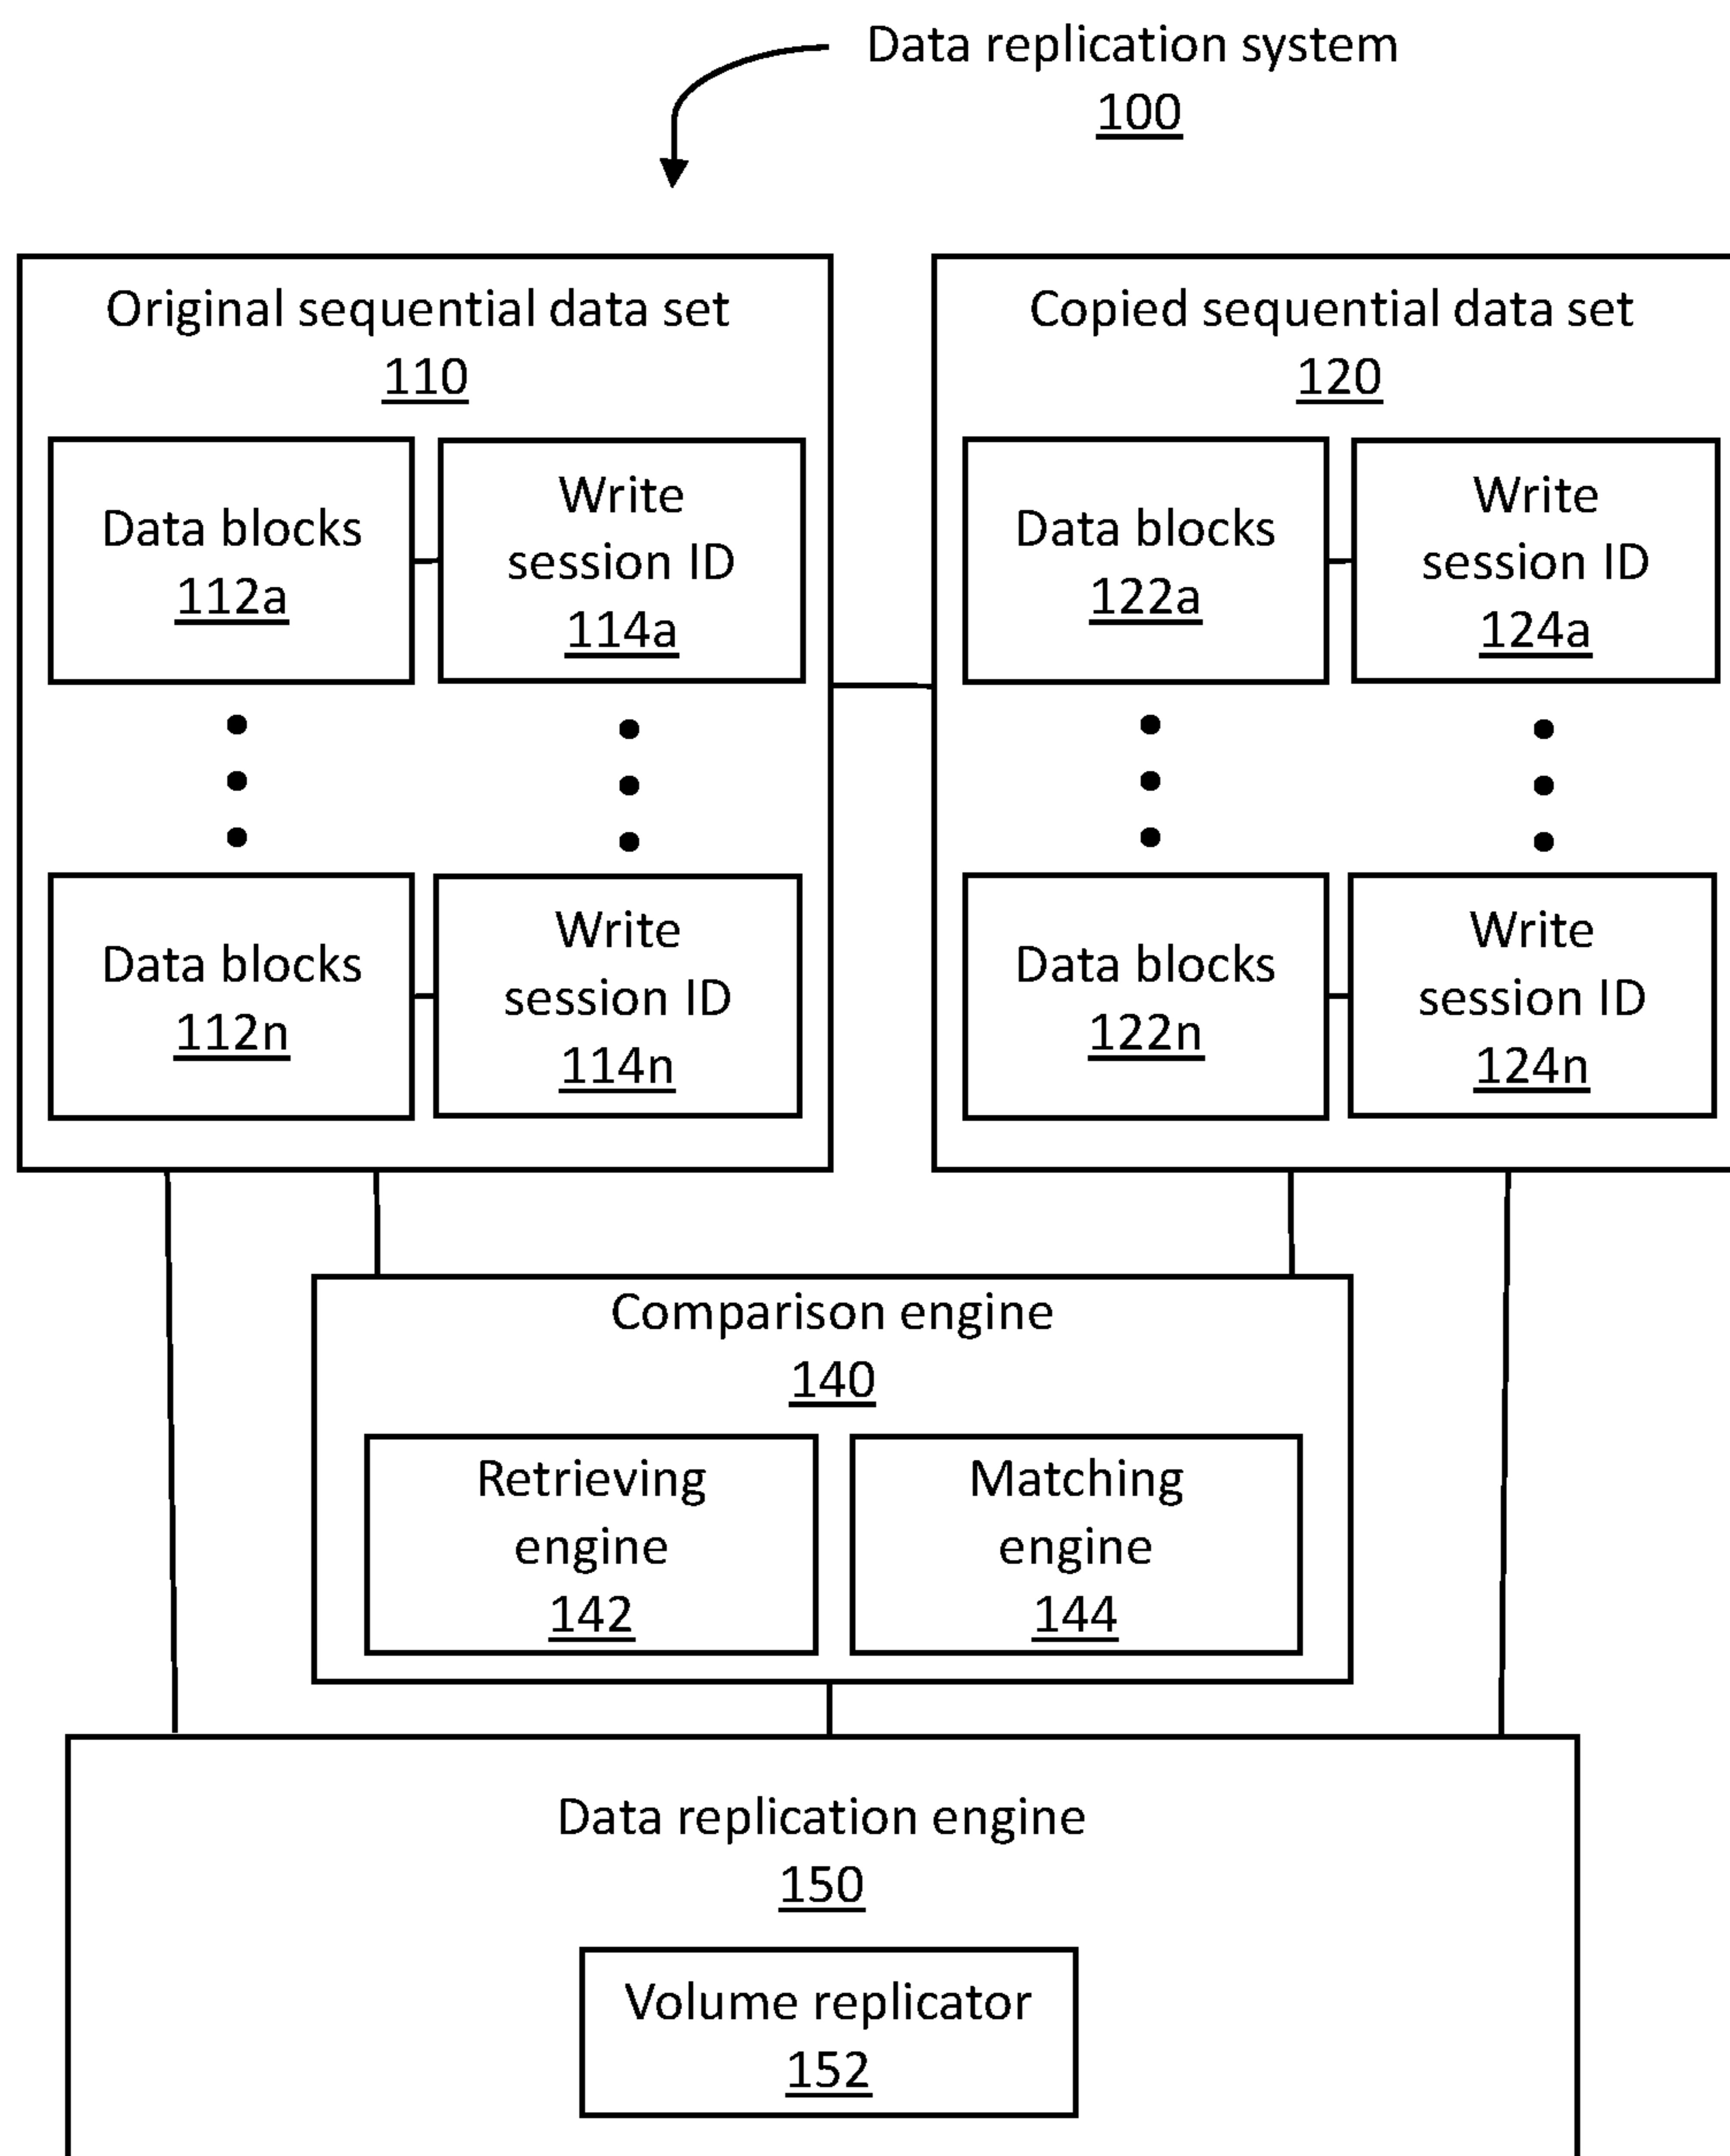 Data replication system
100
Original sequential data set
110
Data blocks
112a
Write
session ID
114a
Data blocks
112n
Write
session ID
114n
Copied sequential data set
120
Data blocks
122a
Write
session ID
124a
Data blocks
122n
Write
session ID
124n
Comparison engine
140
Retrieving
engine
142
Matching
engine
144
Data replication engine
150
Volume replicator
152